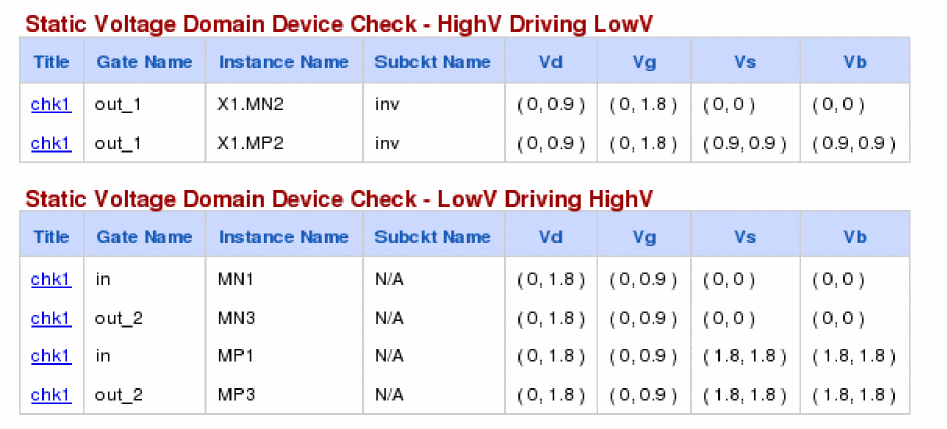 Static Voltage Domain Device Check - HighV Driving LowV
Title Gate Name Instance Name Subckt Name Vd Vg Vs Vb
chk1 out_1 X1.MN2 inv ( 0, 0.9 ) ( 0, 1.8 ) ( 0, 0 ) ( 0, 0 )
chk1 out_1 X1.MP2 inv ( 0, 0.9 ) ( 0, 1.8 ) ( 0.9, 0.9 ) ( 0.9, 0.9 )
Static Voltage Domain Device Check - LowV Driving HighV
Title Gate Name Instance Name Subckt Name Vd Vg Vs Vb
chk1 in MN1 N/A ( 0, 1.8 ) ( 0, 0.9 ) ( 0, 0 ) ( 0, 0 )
chk1 out_2 MN3 N/A ( 0, 1.8 ) ( 0, 0.9 ) ( 0, 0 ) ( 0, 0 )
chk1 in MP1 N/A ( 0, 1.8 ) ( 0, 0.9 ) ( 1.8, 1.8 ) ( 1.8, 1.8 )
chk1 out_2 MP3 N/A ( 0, 1.8 ) ( 0, 0.9 ) ( 1.8, 1.8 ) ( 1.8, 1.8 )